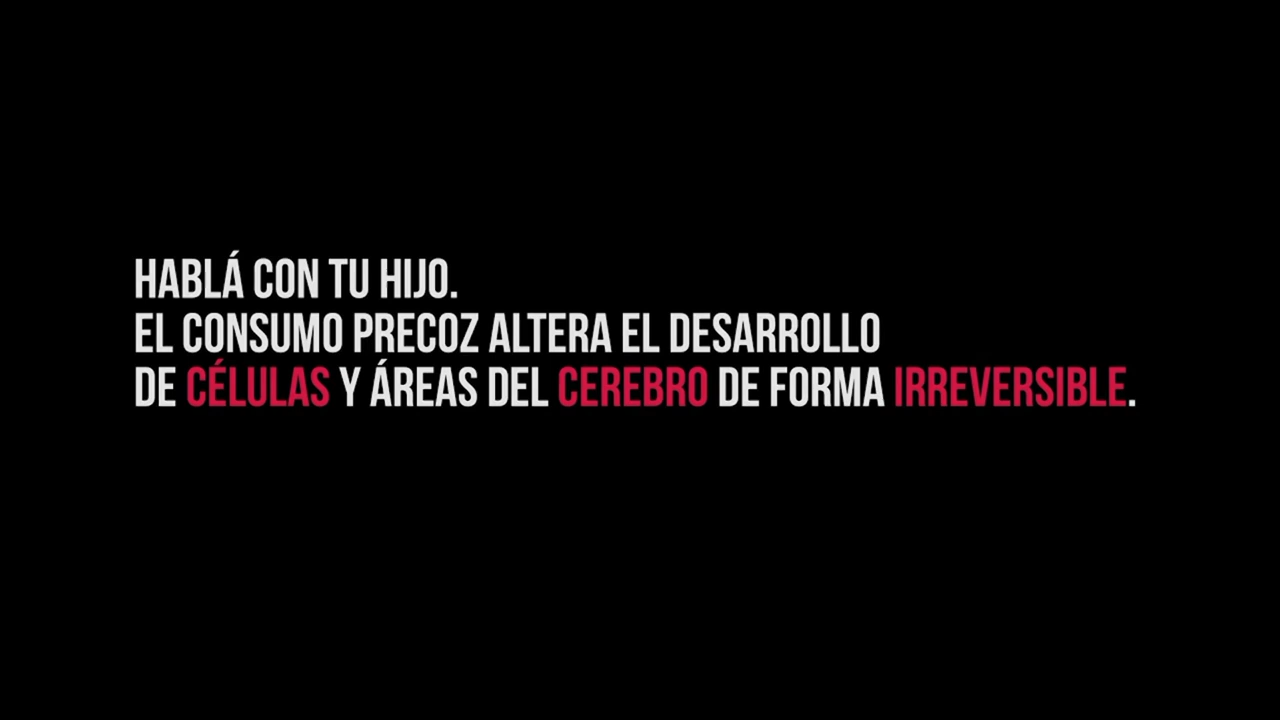 HABLÁ CON TU HIJO.
EL CONSUMO PRECOZ ALTERA EL DESARROLLO
DE CÉLULAS Y ÁREAS DEL CEREBRO DE FORMA IRREVERSIBLE.